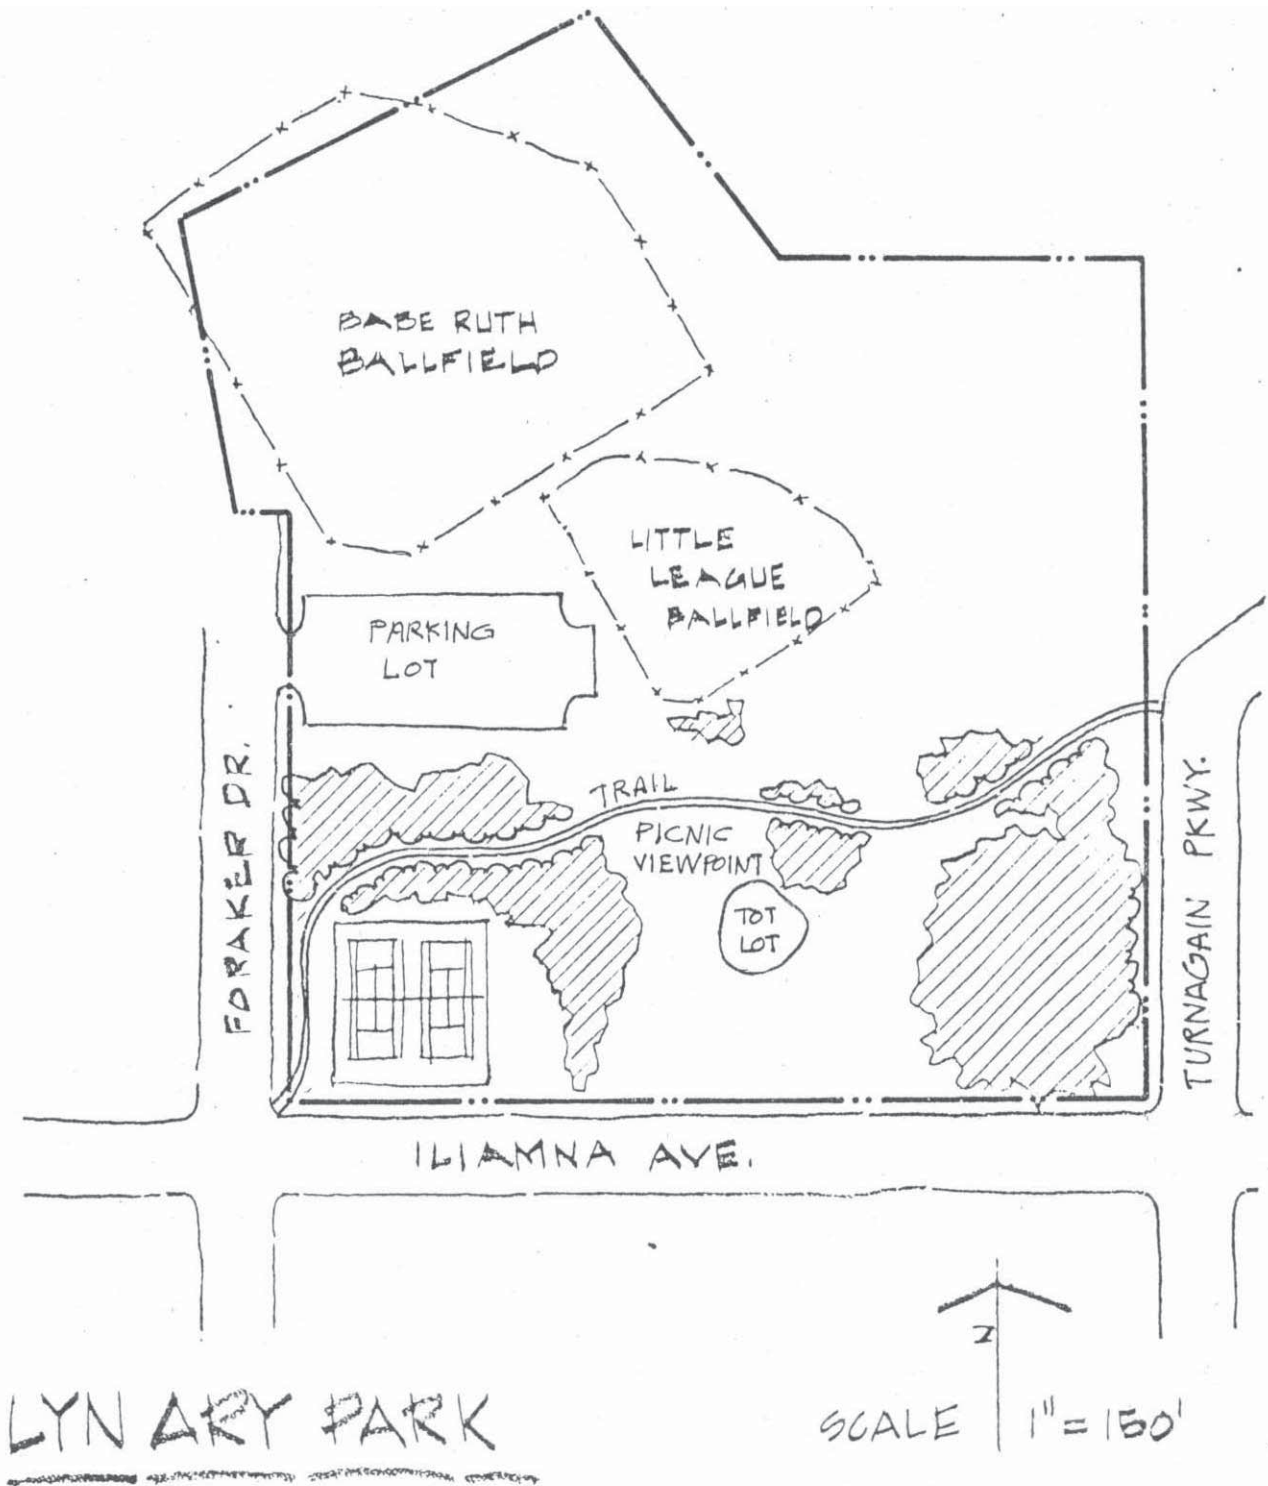 BABE RUTH
BALLFIELD
LITTLE
LEAGUE
BALLFIELD
PARKING
LOT
TRAIL
PICNIC
VIEWPOINT
TOT
LOT
FORAKER DR.
TURNAGAIN PKWY.
ILIAMNA AVE.
N
LYN ARY PARK
SCALE 1" = 150'